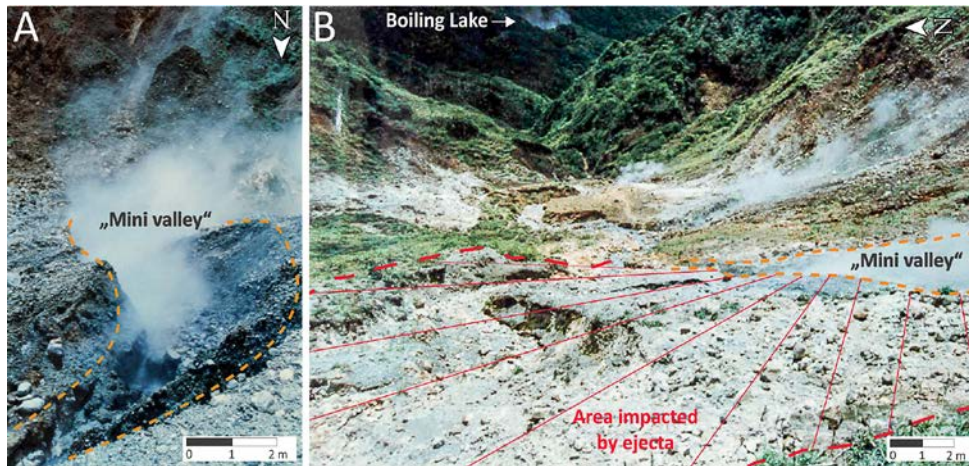 A
N
„Mini valley“
0 1 2 m
B
Boiling Lake →
N
„Mini valley“
Area impacted
by ejecta
0 1 2 m